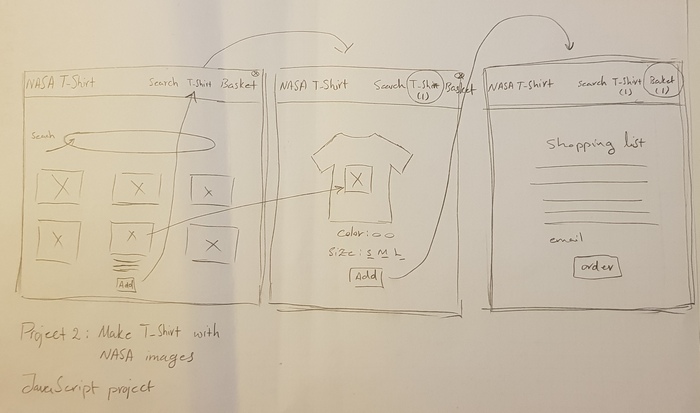 NASA T-Shirt Search T-Shirt Basket
Search
Add
NASA T-Shirt Search T-Shirt Basket
(1)
Color:
Size: S M L
Add
NASA T-Shirt Search T-Shirt Basket
(1) (1)
Shopping list
email
order
Project 2: Make T-Shirt with
NASA images
JavaScript project